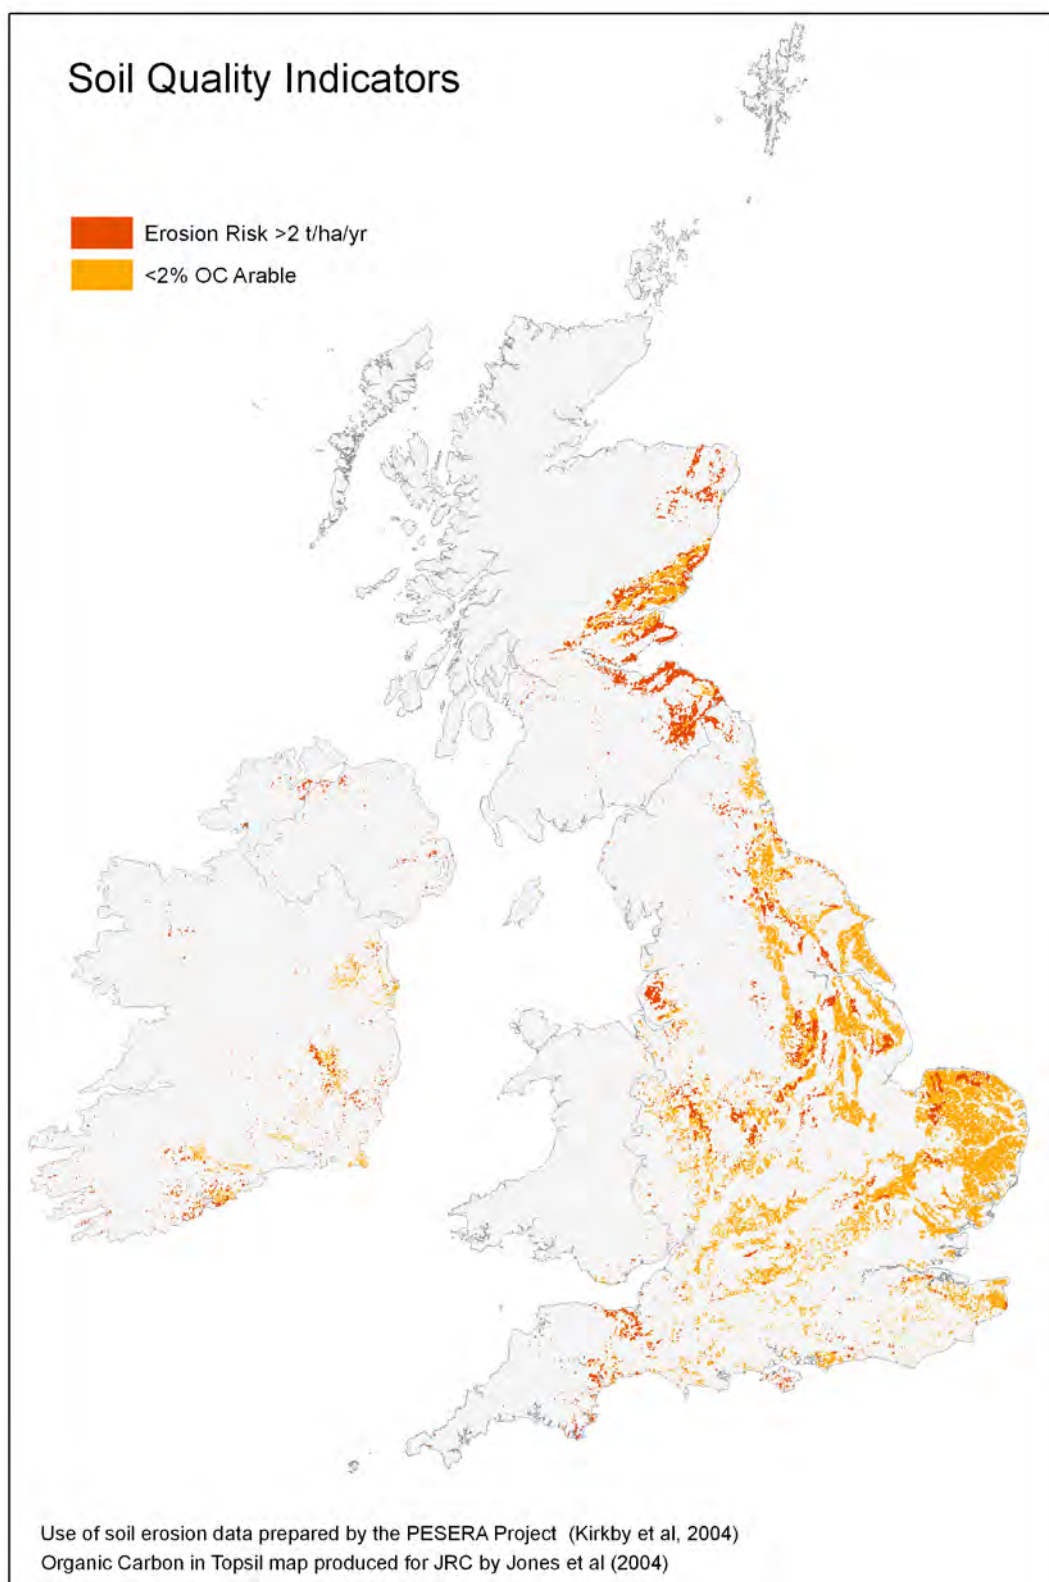 Soil Quality Indicators
Erosion Risk >2 t/ha/yr
<2% OC Arable
Use of soil erosion data prepared by the PESERA Project (Kirkby et al, 2004)
Organic Carbon in Topsil map produced for JRC by Jones et al (2004)